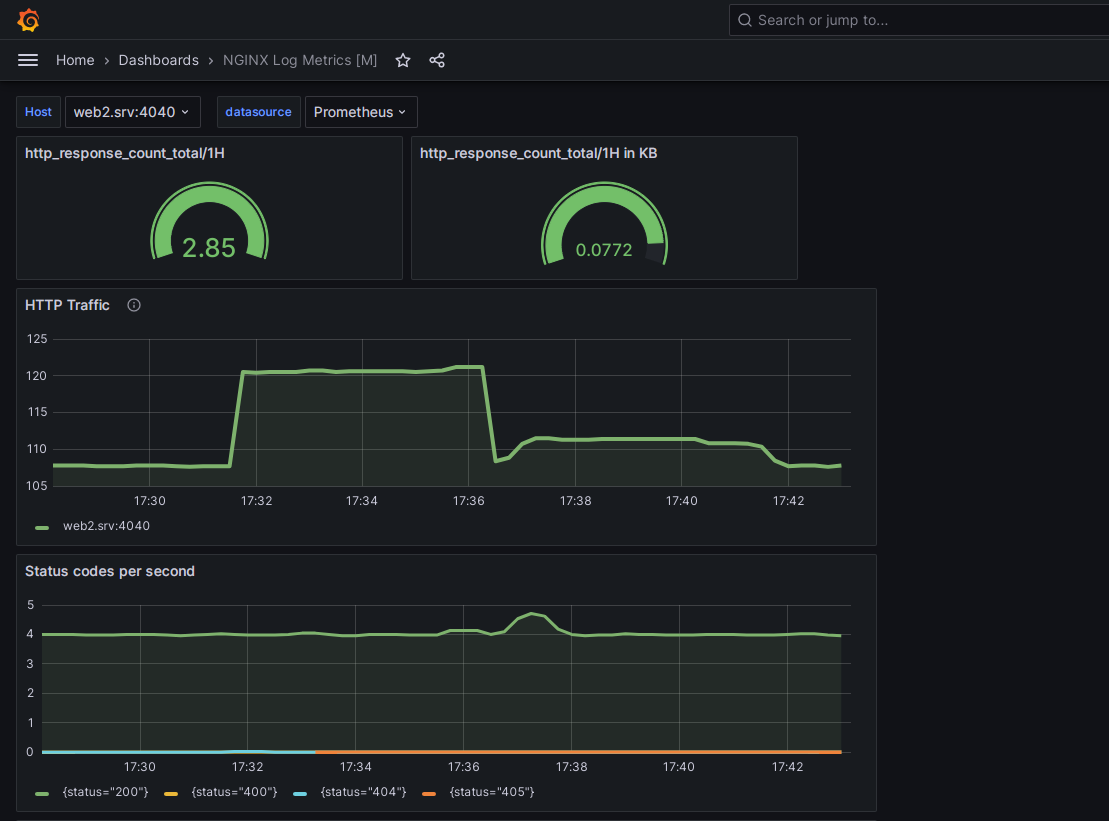 Search or jump to...
Home › Dashboards › NGINX Log Metrics [M]
Host web2.srv:4040 datasource Prometheus
http_response_count_total/1H
http_response_count_total/1H in KB
2.85
0.0772
HTTP Traffic
125
120
115
110
105
17:30 17:32 17:34 17:36 17:38 17:40 17:42
web2.srv:4040
Status codes per second
5
4
3
2
1
0
17:30 17:32 17:34 17:36 17:38 17:40 17:42
{status="200"} {status="400"} {status="404"} {status="405"}